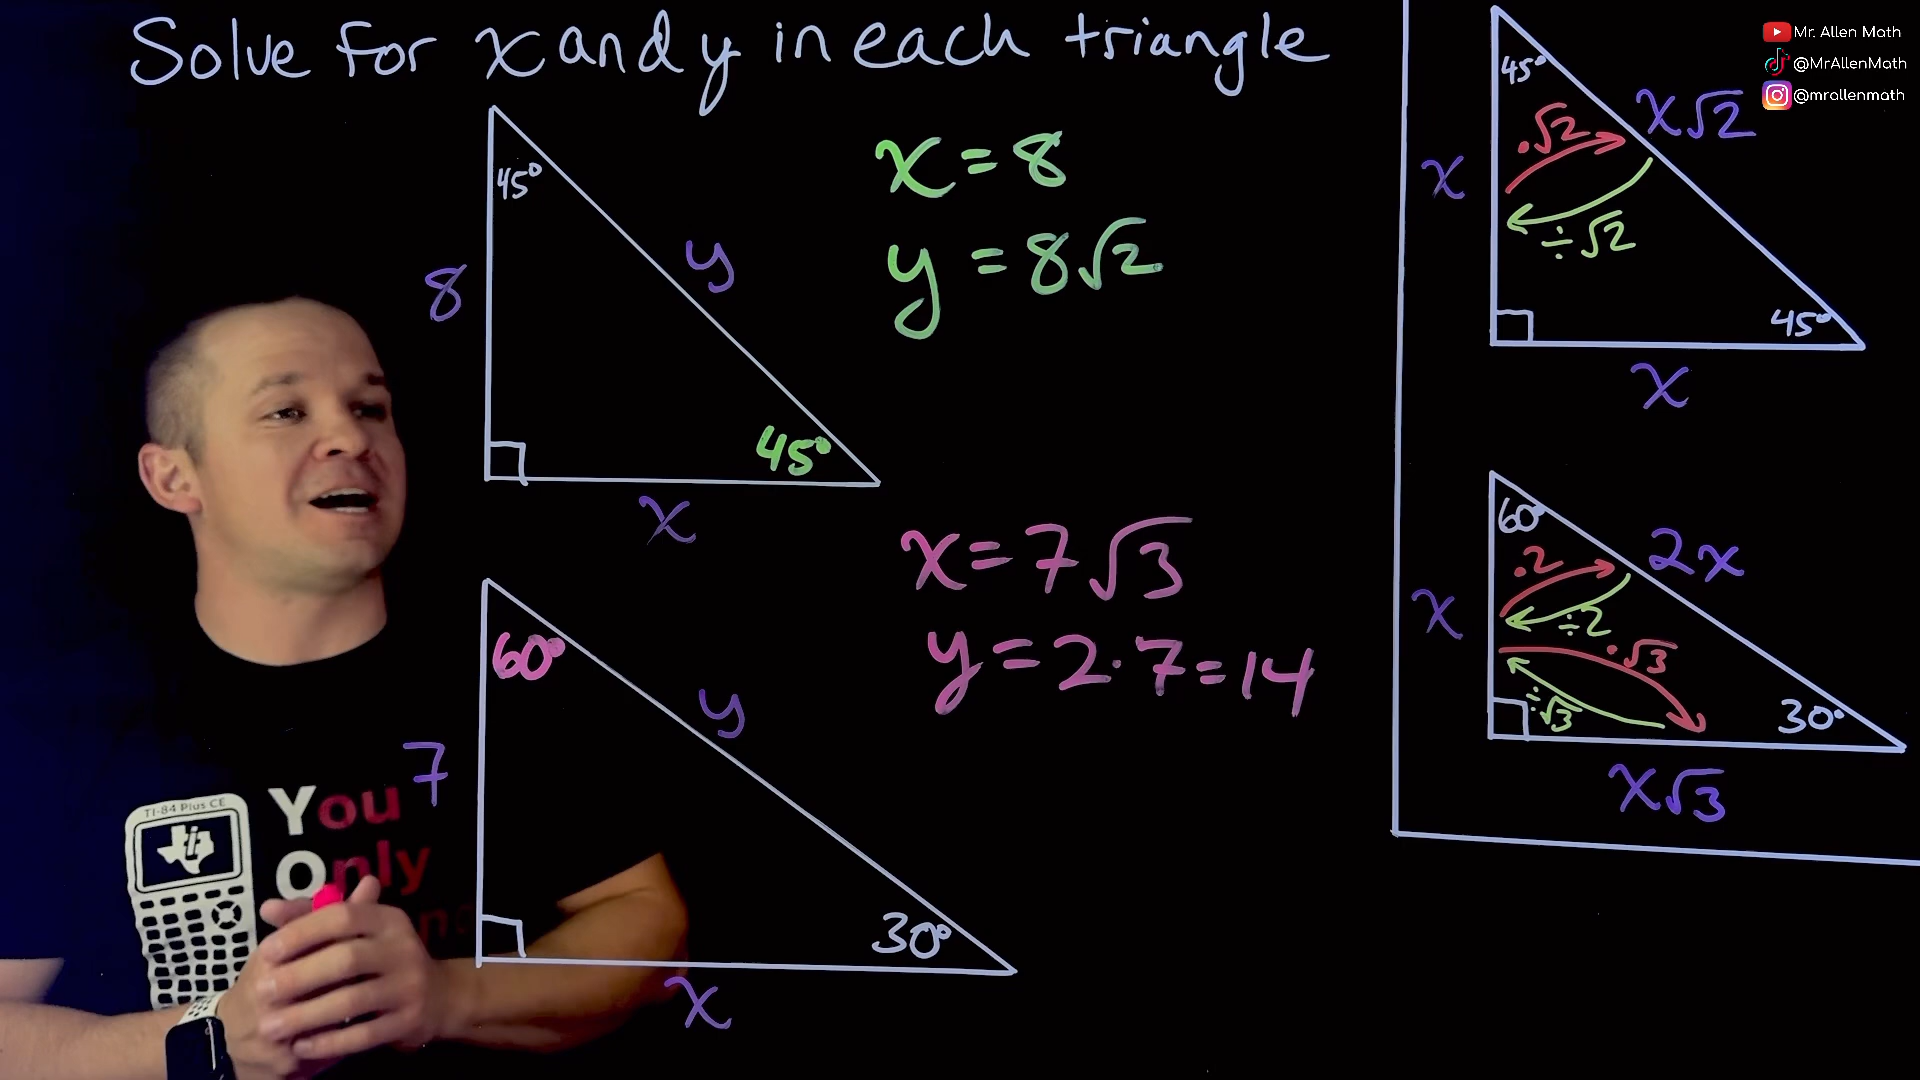 Solve for x and y in each triangle
45°
8
y
45°
x
x = 8
y = 8√2
60°
7
y
30°
x
x = 7√3
y = 2·7 = 14
45°
·√2
x√2
x
÷√2
45°
x
60°
·2
2x
x
÷2
·√3
÷√3
30°
x√3
Mr. Allen Math
@MrAllenMath
@mrallenmath
TI-84 Plus CE
You
Only